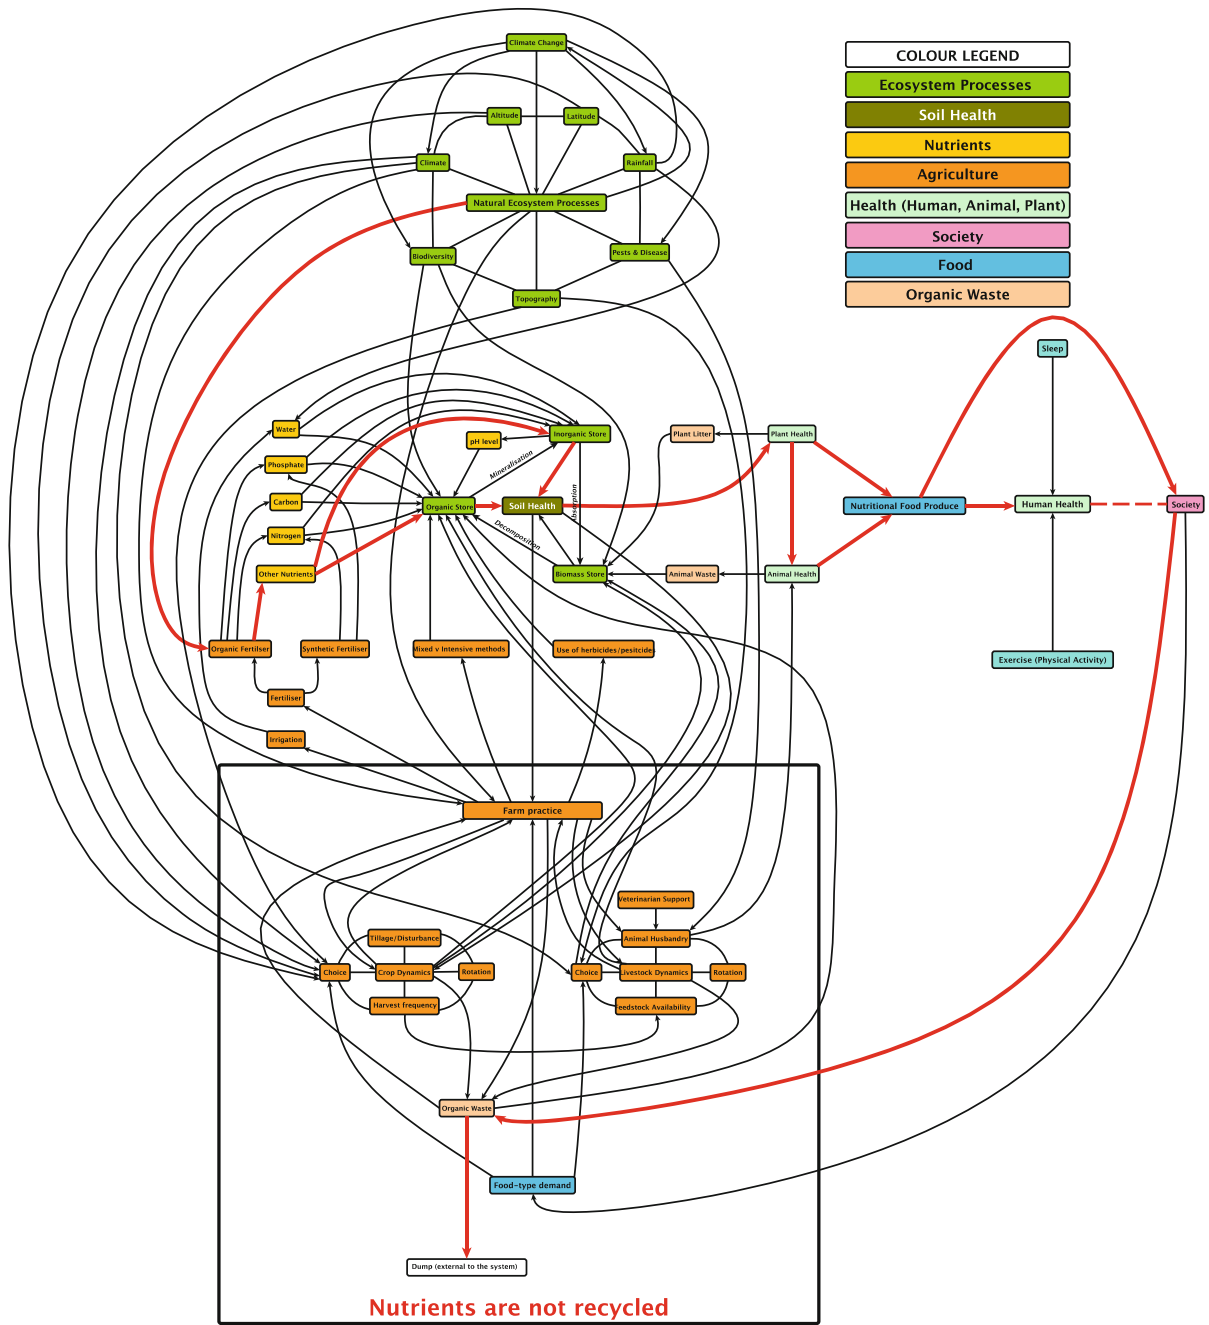 Climate Change
COLOUR LEGEND
Ecosystem Processes
Soil Health
Nutrients
Agriculture
Health (Human, Animal, Plant)
Society
Food
Organic Waste
Altitude
Latitude
Climate
Rainfall
Natural Ecosystem Processes
Biodiversity
Pests & Disease
Topography
Sleep
Water
pH level
Inorganic Store
Plant Litter
Plant Health
Phosphate
Mineralisation
Carbon
Organic Store
Soil Health
Absorption
Nutritional Food Produce
Human Health
Society
Nitrogen
Decomposition
Other Nutrients
Biomass Store
Animal Waste
Animal Health
Organic Fertilser
Synthetic Fertiliser
Mixed v Intensive methods
Use of herbicides/pesitcides
Exercise (Physical Activity)
Fertiliser
Irrigation
Farm practice
Veterinarian Support
Tillage/Disturbance
Animal Husbandry
Choice
Crop Dynamics
Rotation
Choice
Livestock Dynamics
Rotation
Harvest frequency
Feedstock Availability
Organic Waste
Food-type demand
Dump (external to the system)
Nutrients are not recycled